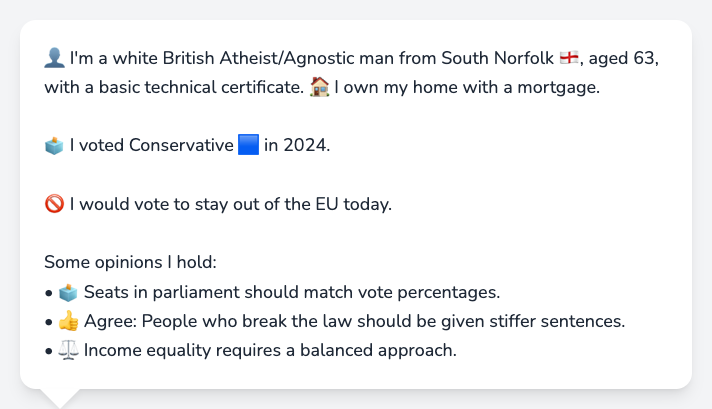 👤 I'm a white British Atheist/Agnostic man from South Norfolk 🏴󠁧󠁢󠁥󠁮󠁧󠁿, aged 63,
with a basic technical certificate. 🏠 I own my home with a mortgage.
🗳️ I voted Conservative 🟦 in 2024.
🚫 I would vote to stay out of the EU today.
Some opinions I hold:
• 🗳️ Seats in parliament should match vote percentages.
• 👍 Agree: People who break the law should be given stiffer sentences.
• ⚖️ Income equality requires a balanced approach.